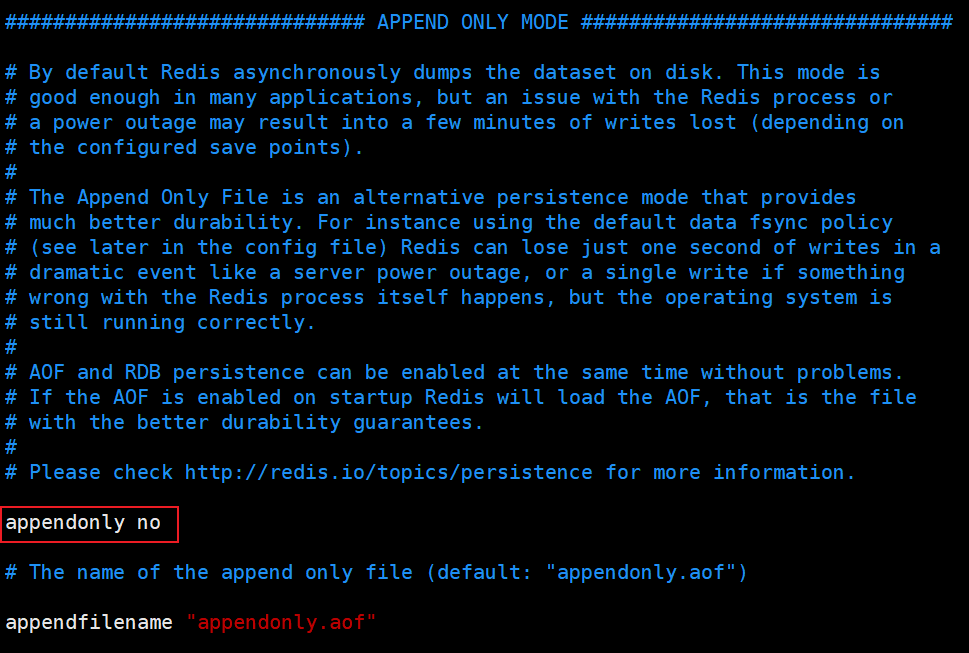 ############################## APPEND ONLY MODE ###############################
# By default Redis asynchronously dumps the dataset on disk. This mode is
# good enough in many applications, but an issue with the Redis process or
# a power outage may result into a few minutes of writes lost (depending on
# the configured save points).
#
# The Append Only File is an alternative persistence mode that provides
# much better durability. For instance using the default data fsync policy
# (see later in the config file) Redis can lose just one second of writes in a
# dramatic event like a server power outage, or a single write if something
# wrong with the Redis process itself happens, but the operating system is
# still running correctly.
#
# AOF and RDB persistence can be enabled at the same time without problems.
# If the AOF is enabled on startup Redis will load the AOF, that is the file
# with the better durability guarantees.
#
# Please check http://redis.io/topics/persistence for more information.
appendonly no
# The name of the append only file (default: "appendonly.aof")
appendfilename "appendonly.aof"